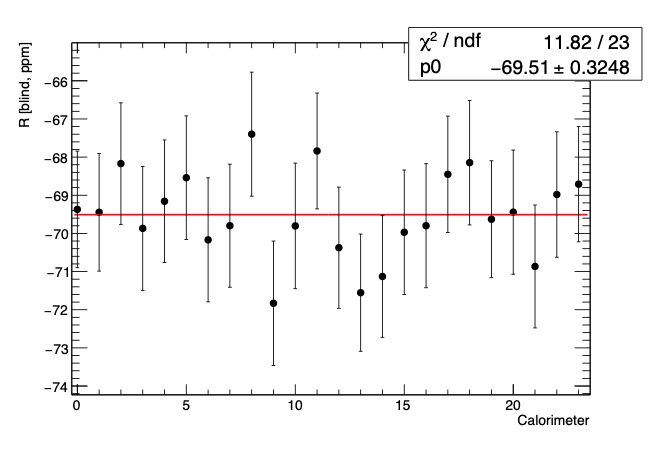 χ² / ndf 11.82 / 23
p0 −69.51 ± 0.3248
R [blind, ppm]
−66
−67
−68
−69
−70
−71
−72
−73
−74
0 5 10 15 20
Calorimeter